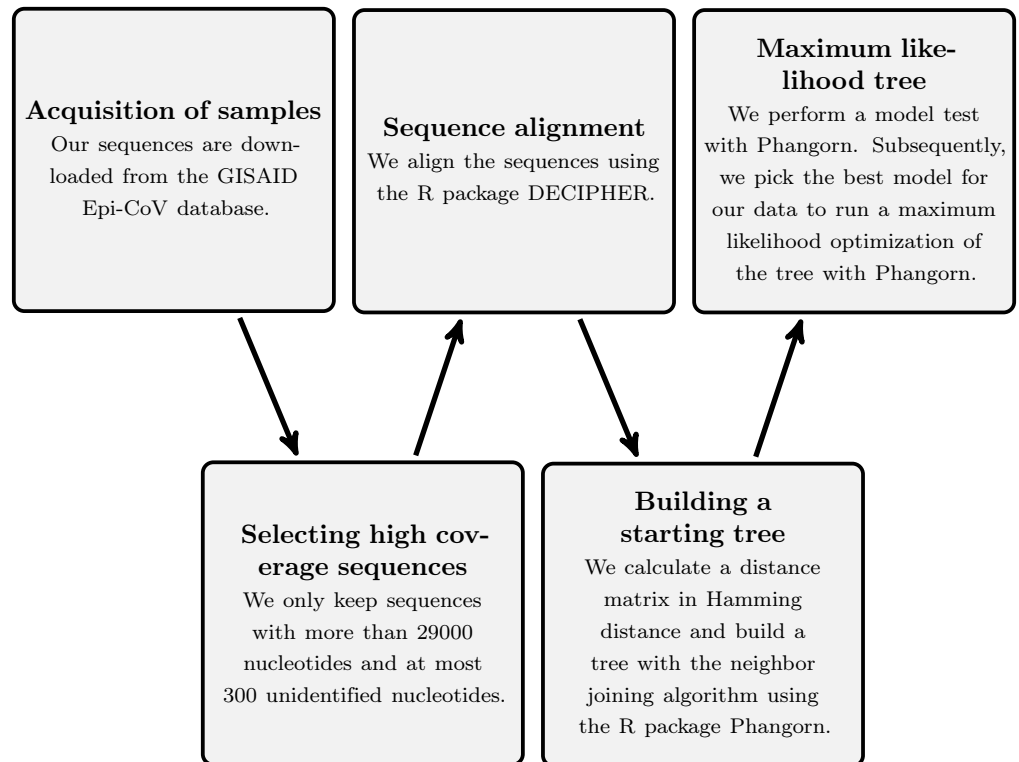 Acquisition of samples
Our sequences are down-
loaded from the GISAID
Epi-CoV database.
Selecting high cov-
erage sequences
We only keep sequences
with more than 29000
nucleotides and at most
300 unidentified nucleotides.
Sequence alignment
We align the sequences using
the R package DECIPHER.
Building a
starting tree
We calculate a distance
matrix in Hamming
distance and build a
tree with the neighbor
joining algorithm using
the R package Phangorn.
Maximum like-
lihood tree
We perform a model test
with Phangorn. Subsequently,
we pick the best model for
our data to run a maximum
likelihood optimization of
the tree with Phangorn.